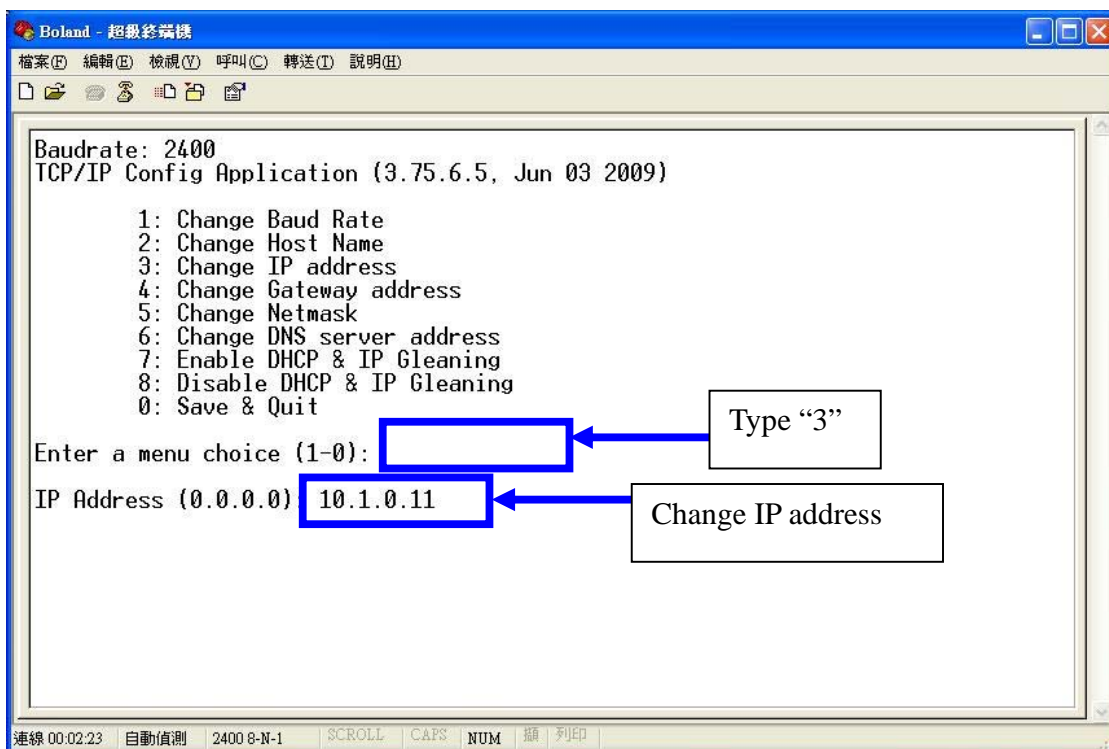 Boland - 超級終端機
檔案(F) 編輯(E) 檢視(V) 呼叫(C) 轉送(T) 說明(H)
Baudrate: 2400
TCP/IP Config Application (3.75.6.5, Jun 03 2009)
1: Change Baud Rate
2: Change Host Name
3: Change IP address
4: Change Gateway address
5: Change Netmask
6: Change DNS server address
7: Enable DHCP & IP Gleaning
8: Disable DHCP & IP Gleaning
0: Save & Quit
Type “3”
Enter a menu choice (1-0):
IP Address (0.0.0.0) 10.1.0.11
Change IP address
連線 00:02:23 自動偵測 2400 8-N-1 SCROLL CAPS NUM 擷 列印